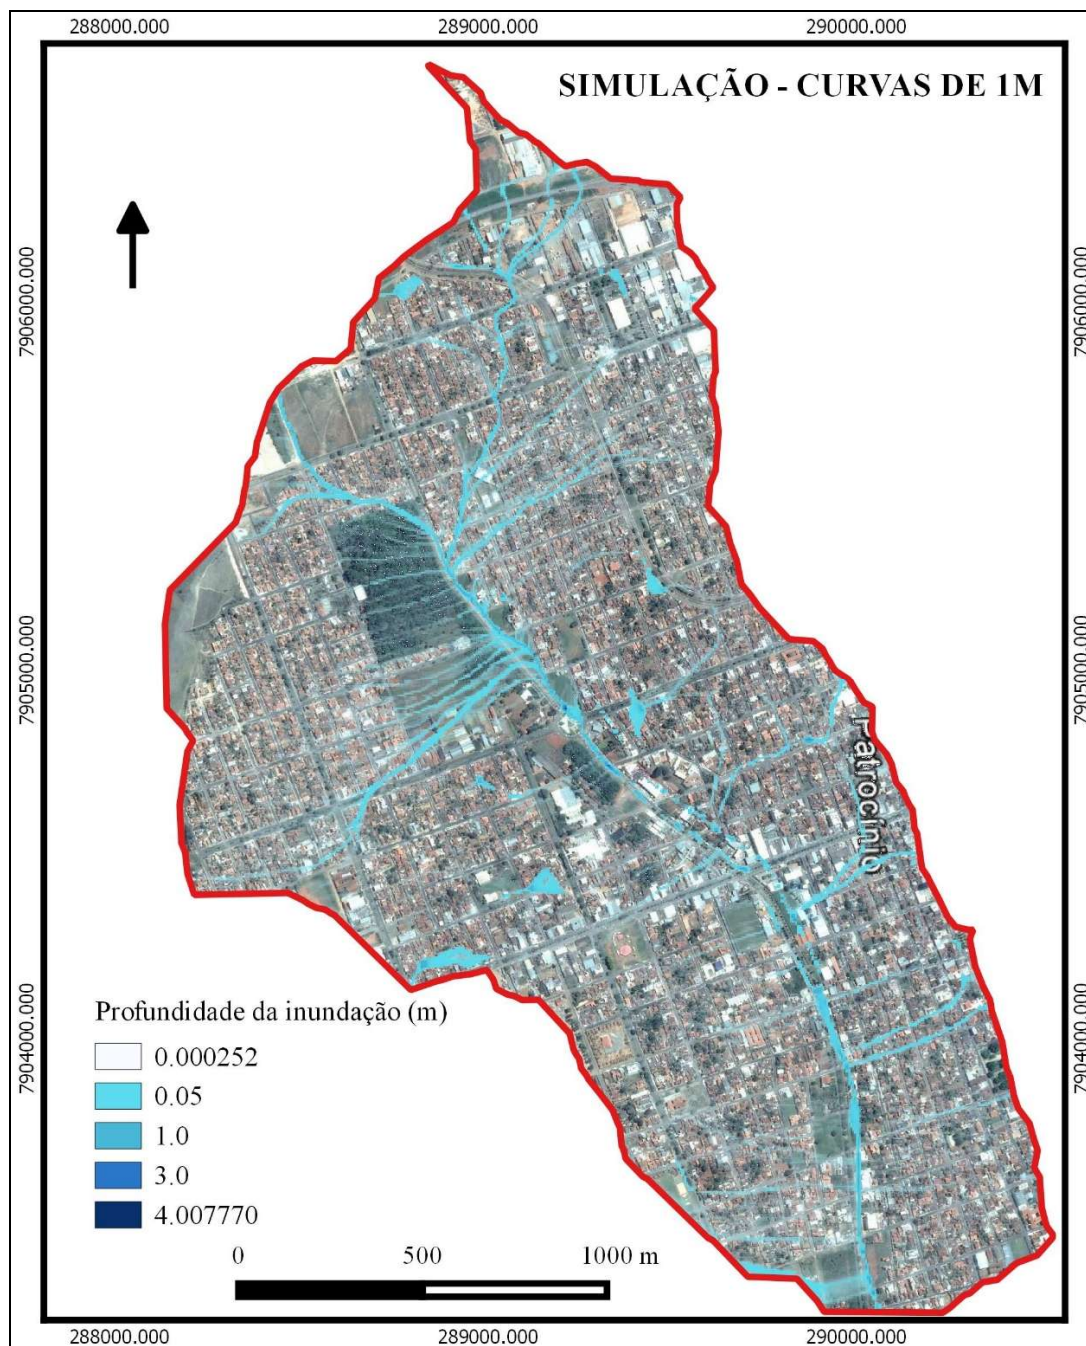 288000.000 289000.000 290000.000
SIMULAÇÃO - CURVAS DE 1M
7906000.000 7906000.000
7905000.000 7905000.000
Patrocínio
Profundidade da inundação (m)
7904000.000 7904000.000
0.000252
0.05
1.0
3.0
4.007770
0 500 1000 m
288000.000 289000.000 290000.000